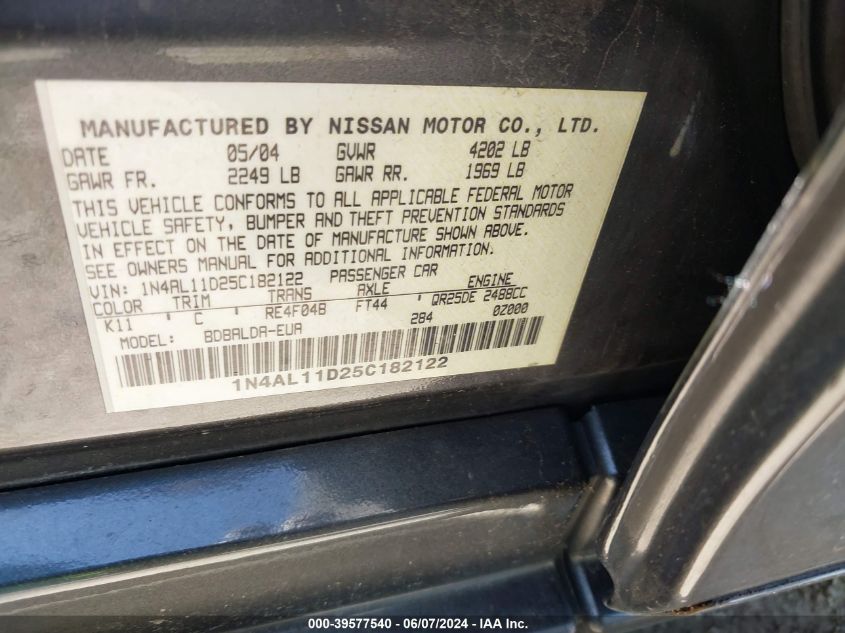 MANUFACTURED BY NISSAN MOTOR CO., LTD.
DATE 05/04 GVWR 4202 LB
GAWR FR. 2249 LB GAWR RR. 1969 LB
THIS VEHICLE CONFORMS TO ALL APPLICABLE FEDERAL MOTOR
VEHICLE SAFETY, BUMPER AND THEFT PREVENTION STANDARDS
IN EFFECT ON THE DATE OF MANUFACTURE SHOWN ABOVE.
SEE OWNERS MANUAL FOR ADDITIONAL INFORMATION.
VIN: 1N4AL11D25C182122 PASSENGER CAR
COLOR TRIM TRANS AXLE ENGINE
K11 ' C ' RE4F04B FT44 ' QR25DE 2488CC
284 0Z000
MODEL: BDBALDA-EUA
1N4AL11D25C182122
000-39577540 - 06/07/2024 - IAA Inc.